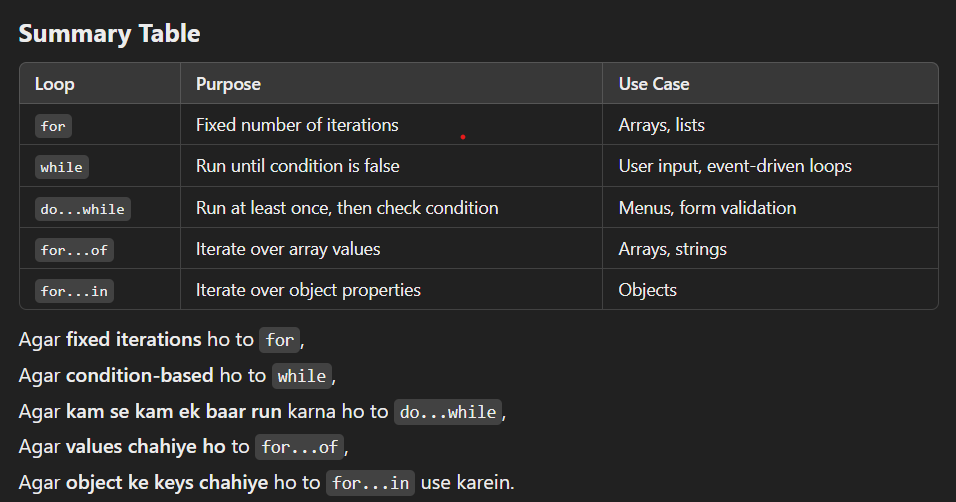 Summary Table
Loop Purpose Use Case
for Fixed number of iterations Arrays, lists
while Run until condition is false User input, event-driven loops
do...while Run at least once, then check condition Menus, form validation
for...of Iterate over array values Arrays, strings
for...in Iterate over object properties Objects
Agar fixed iterations ho to for,
Agar condition-based ho to while,
Agar kam se kam ek baar run karna ho to do...while,
Agar values chahiye ho to for...of,
Agar object ke keys chahiye ho to for...in use karein.